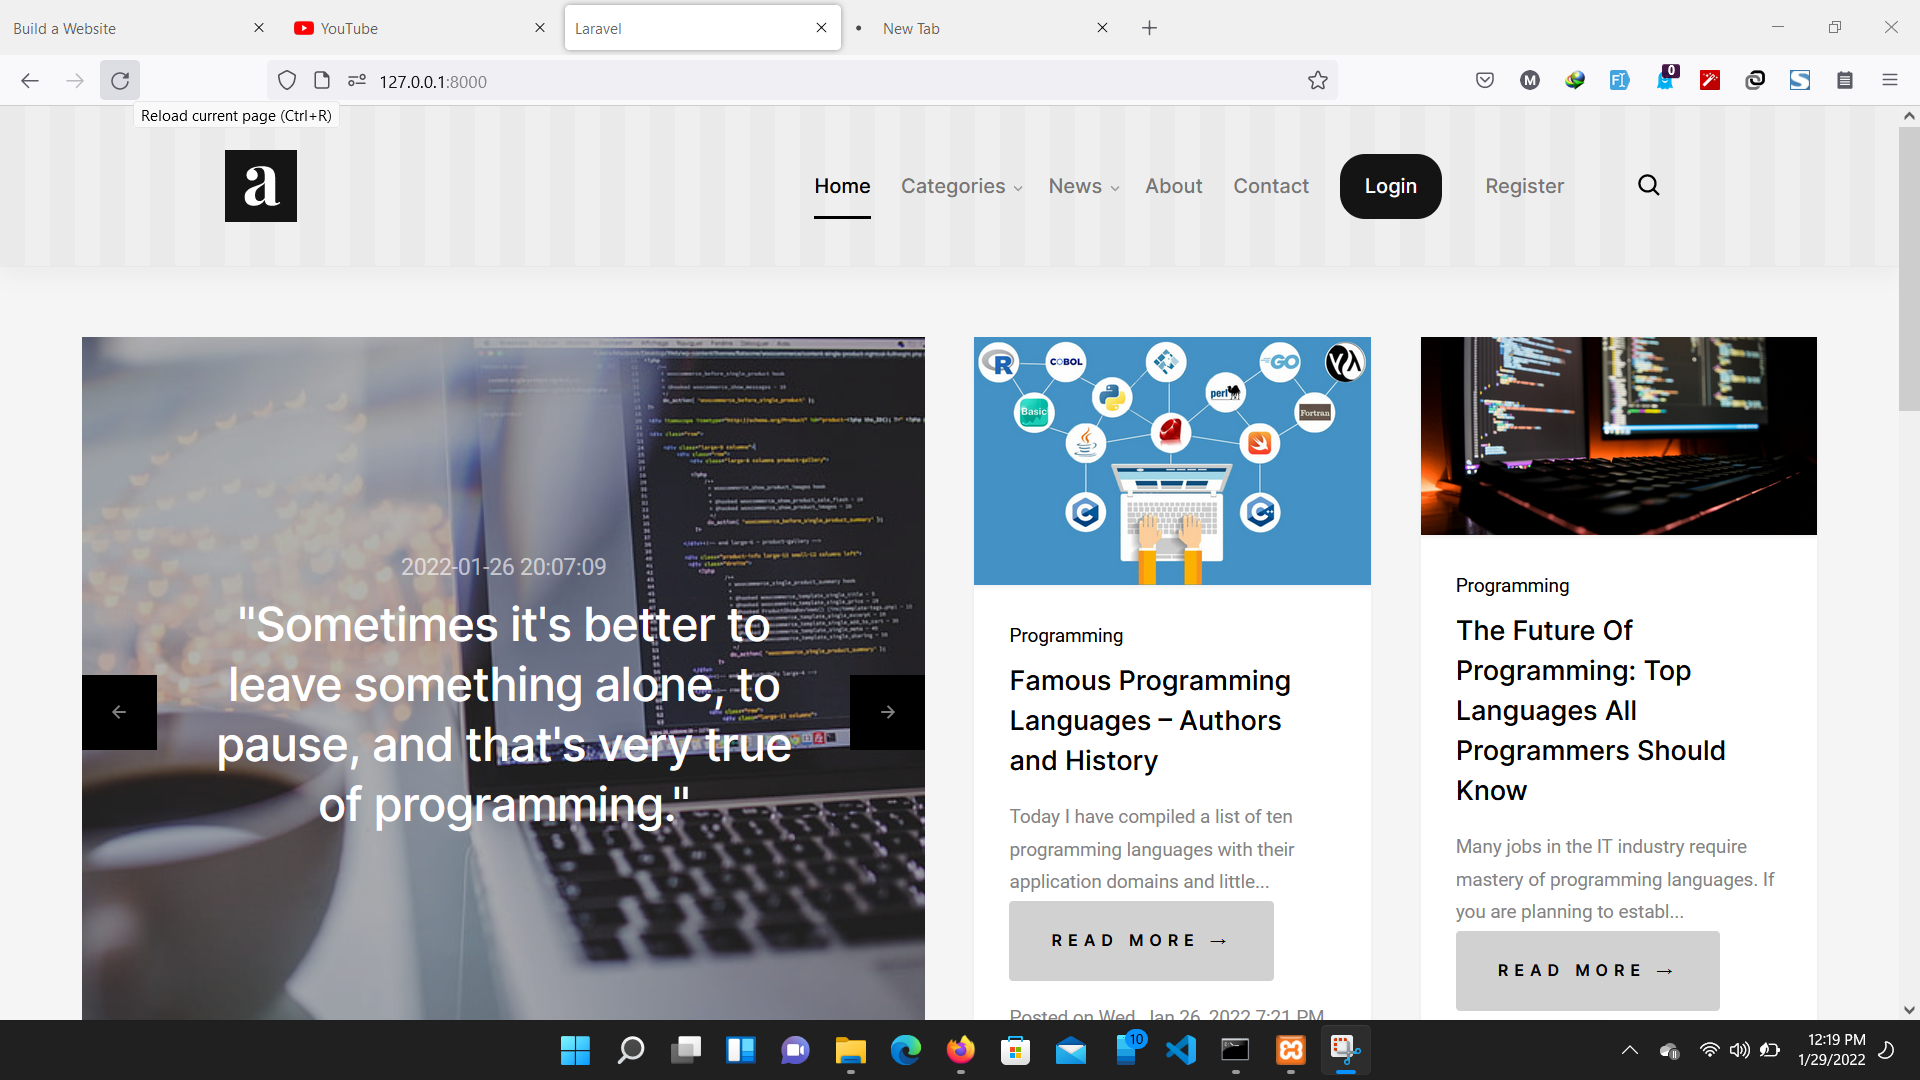 Build a Website
YouTube
Laravel
New Tab
127.0.0.1:8000
Reload current page (Ctrl+R)
M
0
a
Home
Categories
News
About
Contact
Login
Register
2022-01-26 20:07:09
"Sometimes it's better to
leave something alone, to
pause, and that's very true
of programming."
R
COBOL
GO
Basic
perl
Fortran
Programming
Famous Programming
Languages – Authors
and History
Today I have compiled a list of ten
programming languages with their
application domains and little...
READ MORE →
Posted on Wed, Jan 26, 2022 7:21 PM
Programming
The Future Of
Programming: Top
Languages All
Programmers Should
Know
Many jobs in the IT industry require
mastery of programming languages. If
you are planning to establ...
READ MORE →
10
12:19 PM
1/29/2022